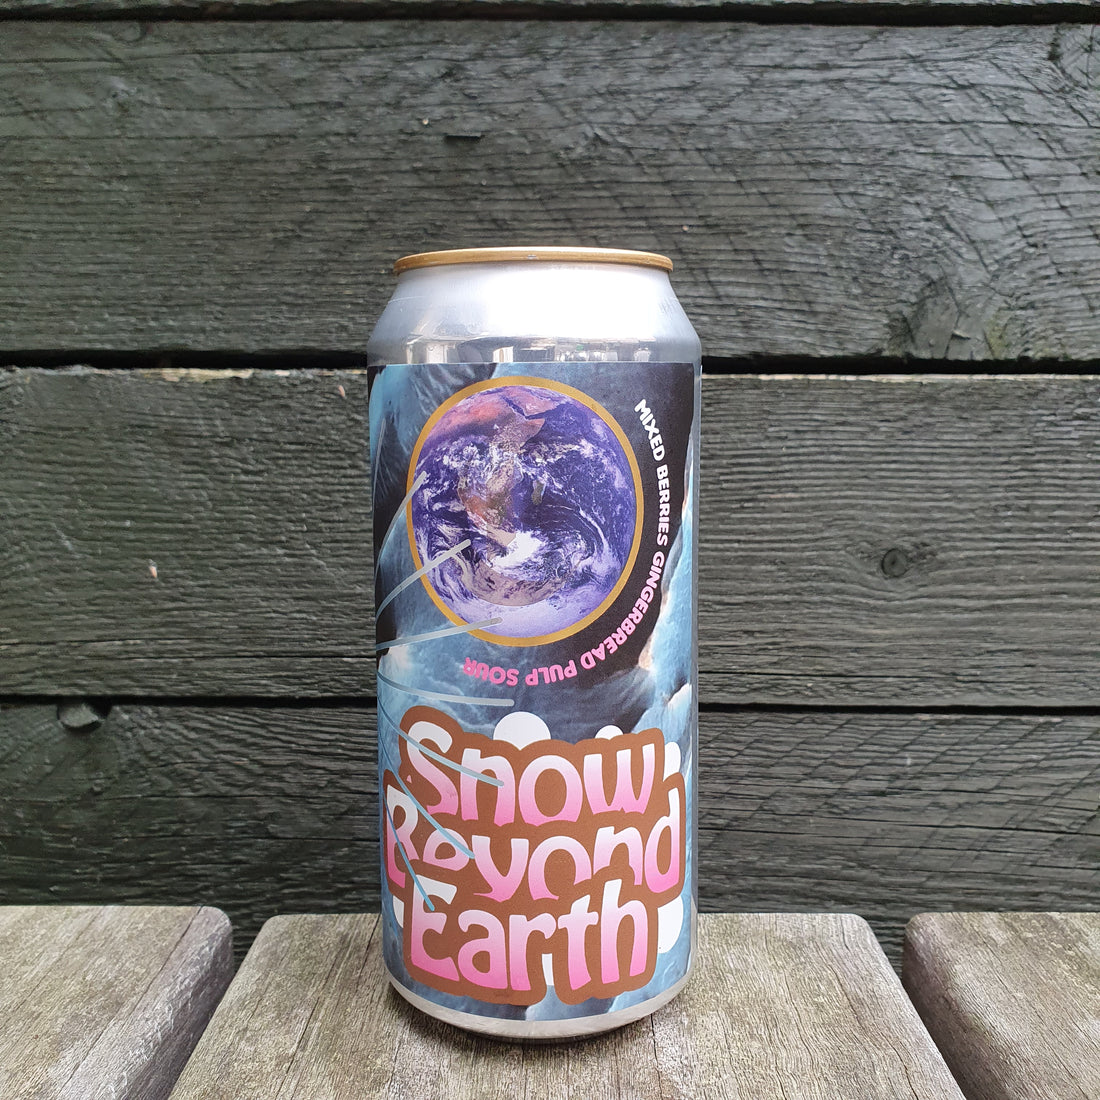 MIXED BERRIES GINGERBREAD PULP SOUR
Snow
Beyond
Earth